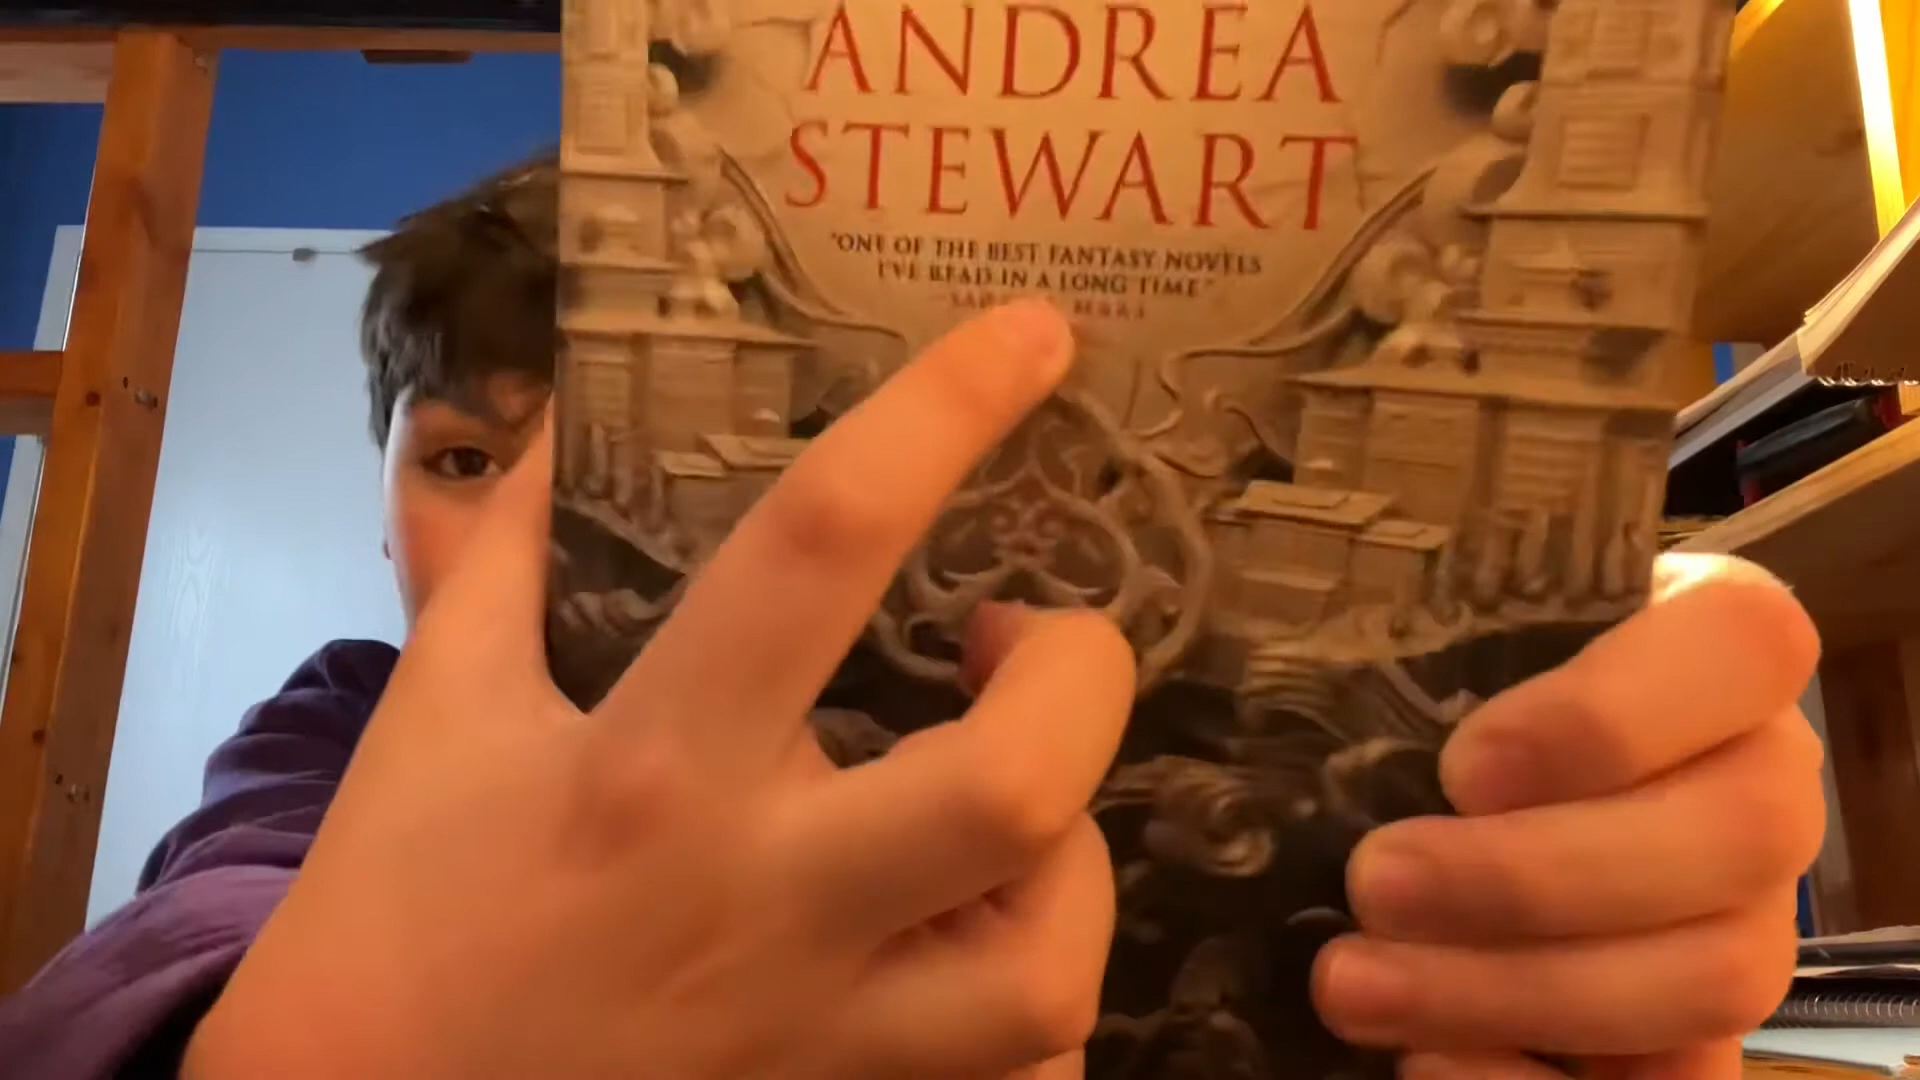 ANDREA
STEWART
"ONE OF THE BEST FANTASY NOVELS
I'VE READ IN A LONG TIME"